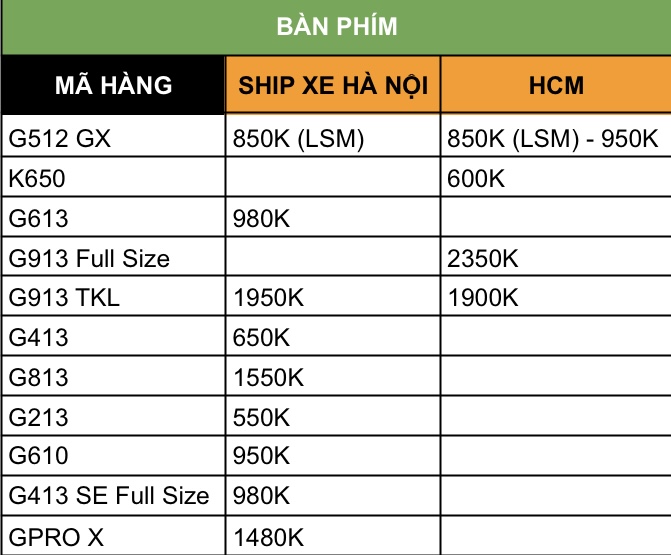 BÀN PHÍM
MÃ HÀNG SHIP XE HÀ NỘI HCM
G512 GX 850K (LSM) 850K (LSM) - 950K
K650 600K
G613 980K
G913 Full Size 2350K
G913 TKL 1950K 1900K
G413 650K
G813 1550K
G213 550K
G610 950K
G413 SE Full Size 980K
GPRO X 1480K